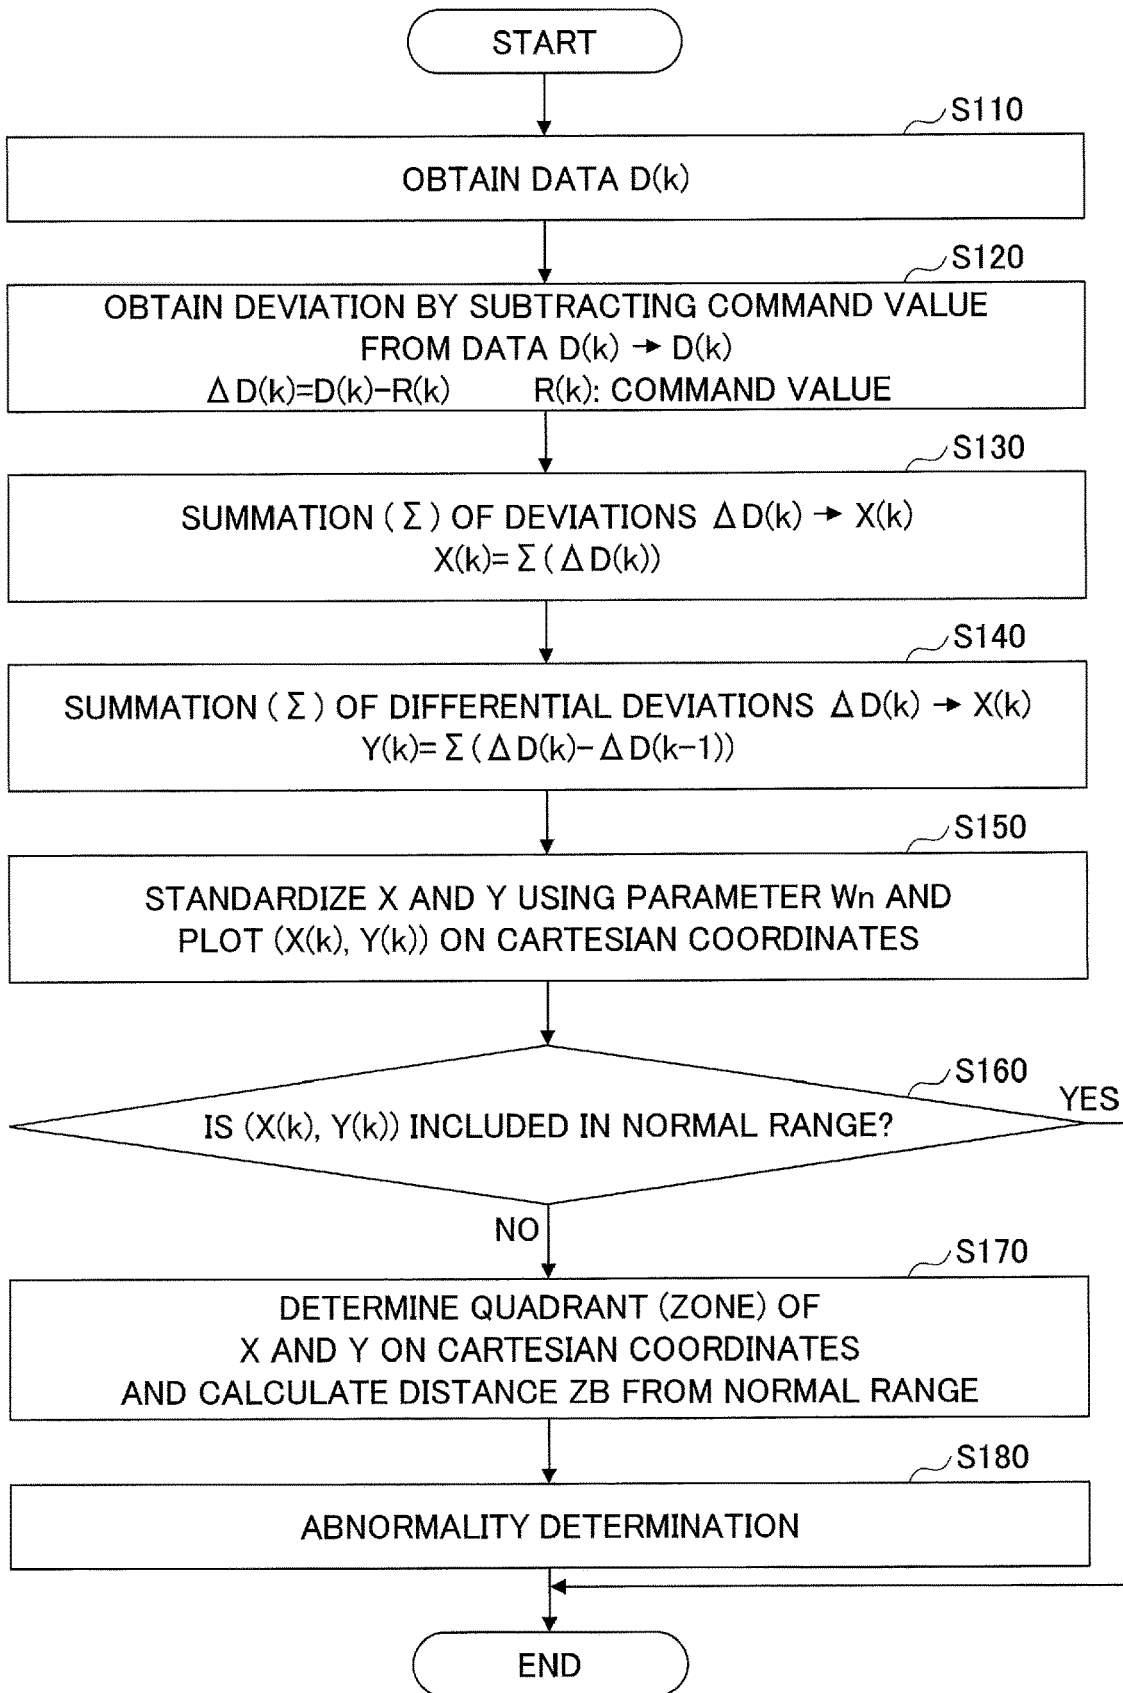 START
S110
OBTAIN DATA D(k)
S120
OBTAIN DEVIATION BY SUBTRACTING COMMAND VALUE
FROM DATA D(k) → D(k)
ΔD(k)=D(k)-R(k) R(k): COMMAND VALUE
S130
SUMMATION (Σ) OF DEVIATIONS ΔD(k) → X(k)
X(k)=Σ(ΔD(k))
S140
SUMMATION (Σ) OF DIFFERENTIAL DEVIATIONS ΔD(k) → X(k)
Y(k)=Σ(ΔD(k)-ΔD(k-1))
S150
STANDARDIZE X AND Y USING PARAMETER Wn AND
PLOT (X(k), Y(k)) ON CARTESIAN COORDINATES
S160
YES
IS (X(k), Y(k)) INCLUDED IN NORMAL RANGE?
NO
S170
DETERMINE QUADRANT (ZONE) OF
X AND Y ON CARTESIAN COORDINATES
AND CALCULATE DISTANCE ZB FROM NORMAL RANGE
S180
ABNORMALITY DETERMINATION
END